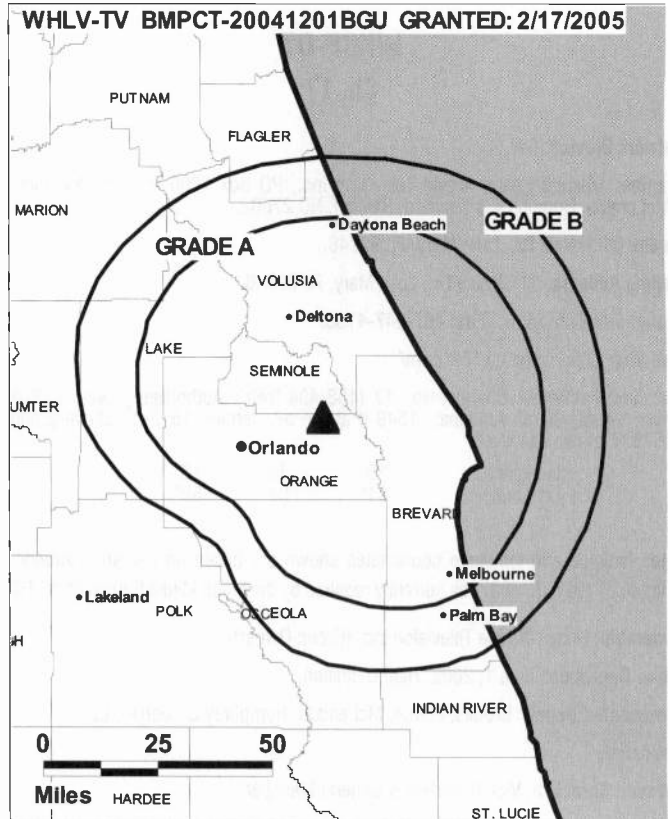 WHLV-TV BMPCT-20041201BGU GRANTED: 2/17/2005
PUTNAM
FLAGLER
MARION
Daytona Beach
GRADE B
GRADE A
VOLUSIA
Deltona
LAKE
SEMINOLE
UMTER
Orlando
ORANGE
BREVARD
Melbourne
Lakeland
POLK
OSCEOLA
Palm Bay
GH
INDIAN RIVER
0 25 50
Miles
HARDEE
ST. LUCIE